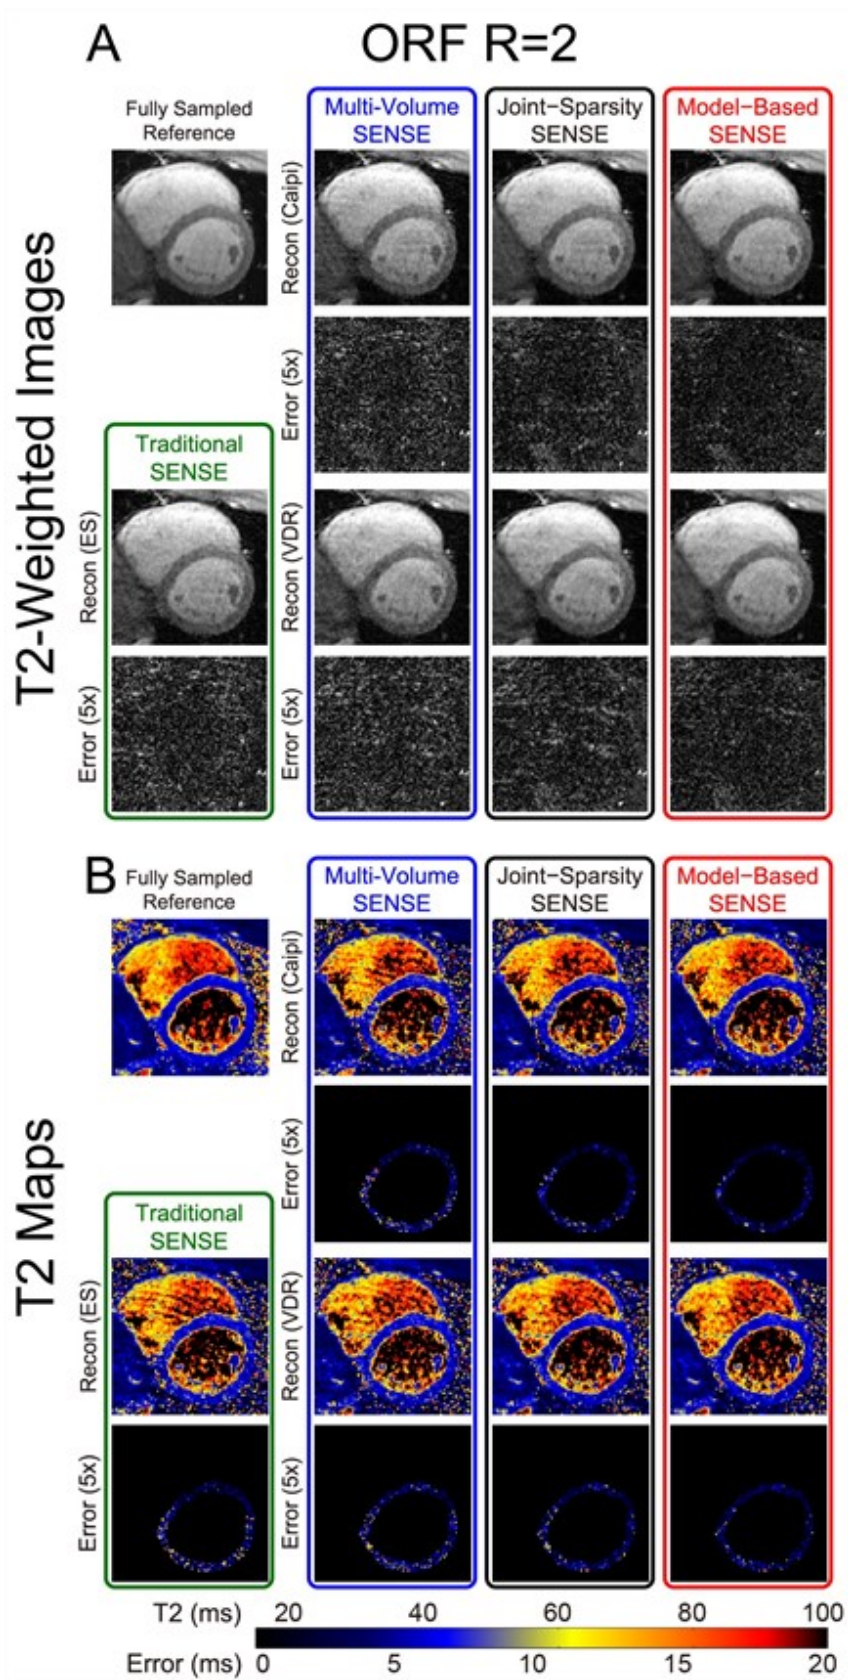 A
ORF R=2
Fully Sampled
Reference
Multi-Volume
SENSE
Joint−Sparsity
SENSE
Model−Based
SENSE
T2-Weighted Images
Recon (Caipi)
Error (5x)
Traditional
SENSE
Recon (ES)
Recon (VDR)
Error (5x)
Error (5x)
B
Fully Sampled
Reference
Multi-Volume
SENSE
Joint−Sparsity
SENSE
Model−Based
SENSE
T2 Maps
Recon (Caipi)
Error (5x)
Traditional
SENSE
Recon (ES)
Recon (VDR)
Error (5x)
Error (5x)
T2 (ms) 20 40 60 80 100
Error (ms) 0 5 10 15 20